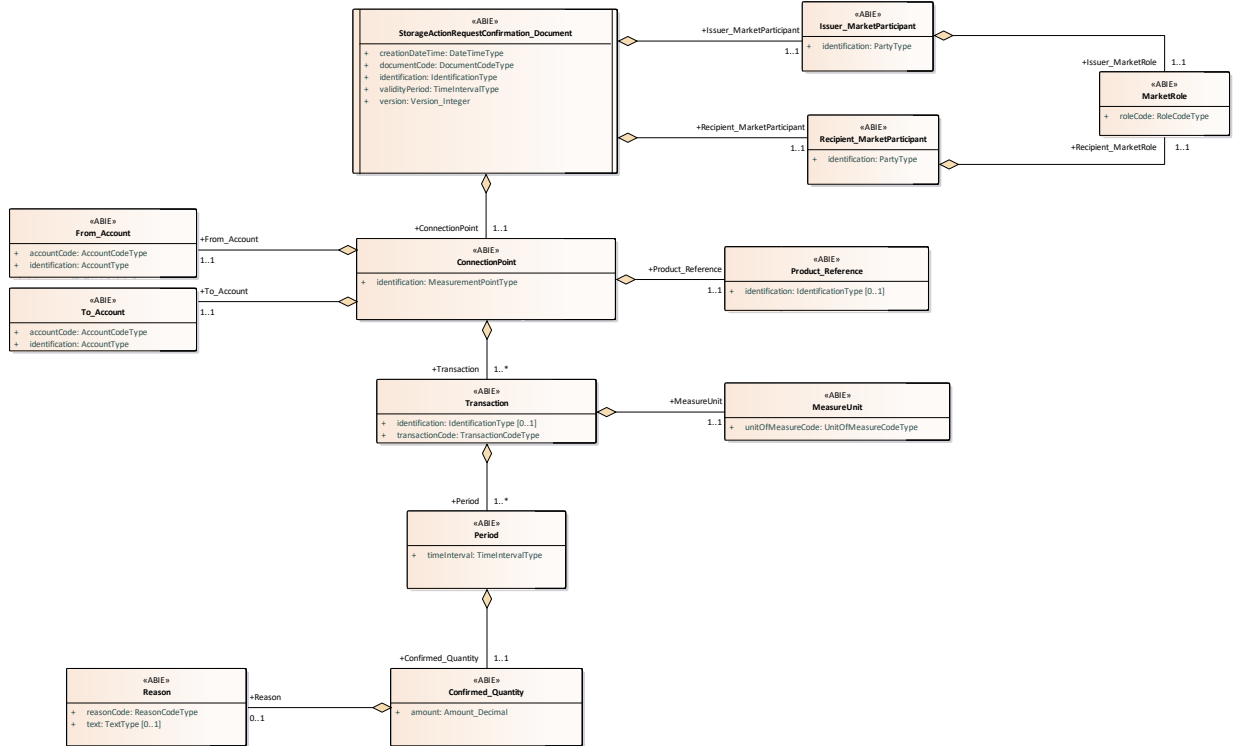 «ABIE»
StorageActionRequestConfirmation_Document
+ creationDateTime: DateTimeType
+ documentCode: DocumentCodeType
+ identification: IdentificationType
+ validityPeriod: TimeIntervalType
+ version: Version_Integer
+Issuer_MarketParticipant
1..1
«ABIE»
Issuer_MarketParticipant
+ identification: PartyType
+Issuer_MarketRole 1..1
«ABIE»
MarketRole
+ roleCode: RoleCodeType
+Recipient_MarketParticipant
1..1
«ABIE»
Recipient_MarketParticipant
+ identification: PartyType
+Recipient_MarketRole 1..1
+ConnectionPoint 1..1
«ABIE»
From_Account
+ accountCode: AccountCodeType
+ identification: AccountType
+From_Account
1..1
«ABIE»
ConnectionPoint
+ identification: MeasurementPointType
+Product_Reference
1..1
«ABIE»
Product_Reference
+ identification: IdentificationType [0..1]
«ABIE»
To_Account
+ accountCode: AccountCodeType
+ identification: AccountType
+To_Account
1..1
+Transaction 1..*
«ABIE»
Transaction
+ identification: IdentificationType [0..1]
+ transactionCode: TransactionCodeType
+MeasureUnit
1..1
«ABIE»
MeasureUnit
+ unitOfMeasureCode: UnitOfMeasureCodeType
+Period 1..*
«ABIE»
Period
+ timeInterval: TimeIntervalType
+Confirmed_Quantity 1..1
«ABIE»
Reason
+ reasonCode: ReasonCodeType
+ text: TextType [0..1]
+Reason
0..1
«ABIE»
Confirmed_Quantity
+ amount: Amount_Decimal